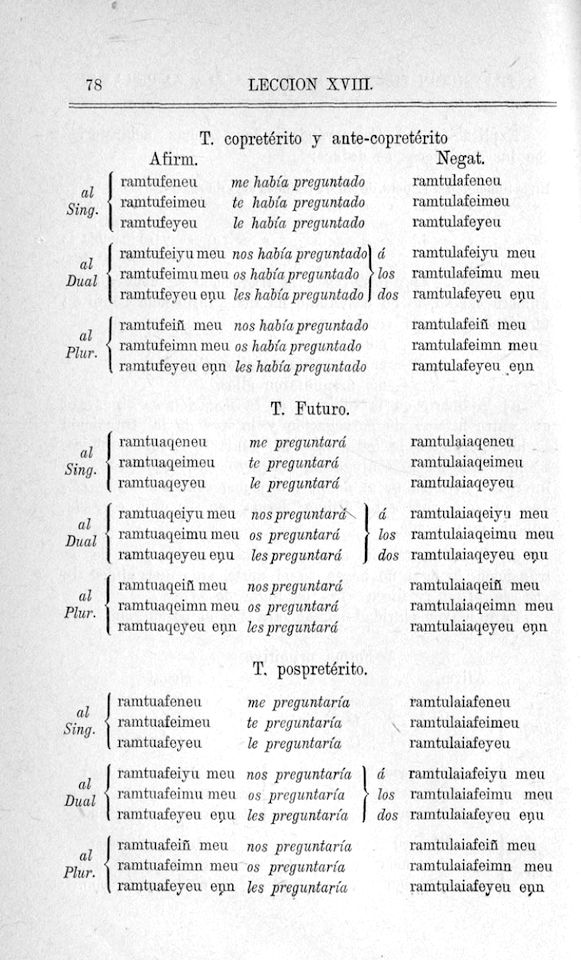 78 LECCION XVIII.
T. copretérito y ante-copretérito
Afirm. Negat.
al Sing. ramtufeneu me había preguntado ramtulafeneu
ramtufeimeu te había preguntado ramtulafeimeu
ramtufeyeu le había preguntado ramtulafeyeu
al Dual ramtufeiyu meu nos había preguntado á ramtulafeiyu meu
ramtufeimu meu os había preguntado los ramtulafeimu meu
ramtufeyeu eṇu les había preguntado dos ramtulafeyeu eṇu
al Plur. ramtufeiñ meu nos había preguntado ramtulafeiñ meu
ramtufeimn meu os había preguntado ramtulafeimn meu
ramtufeyeu eṇn les había preguntado ramtulafeyeu eṇn
T. Futuro.
al Sing. ramtuaqeneu me preguntará ramtulaiaqeneu
ramtuaqeimeu te preguntará ramtulaiaqeimeu
ramtuaqeyeu le preguntará ramtulaiaqeyeu
al Dual ramtuaqeiyu meu nos preguntará á ramtulaiaqeiyu meu
ramtuaqeimu meu os preguntará los ramtulaiaqeimu meu
ramtuaqeyeu eṇu les preguntará dos ramtulaiaqeyeu eṇu
al Plur. ramtuaqeiñ meu nos preguntará ramtulaiaqeiñ meu
ramtuaqeimn meu os preguntará ramtulaiaqeimn meu
ramtuaqeyeu eṇn les preguntará ramtulaiaqeyeu eṇn
T. pospretérito.
al Sing. ramtuafeneu me preguntaría ramtulaiafeneu
ramtuafeimeu te preguntaría ramtulaiafeimeu
ramtuafeyeu le preguntaría ramtulaiafeyeu
al Dual ramtuafeiyu meu nos preguntaría á ramtulaiafeiyu meu
ramtuafeimu meu os preguntaría los ramtulaiafeimu meu
ramtuafeyeu eṇu les preguntaría dos ramtulaiafeyeu eṇu
al Plur. ramtuafeiñ meu nos preguntaría ramtulaiafeiñ meu
ramtuafeimn meu os preguntaría ramtulaiafeimn meu
ramtuafeyeu eṇn les preguntaría ramtulaiafeyeu eṇn